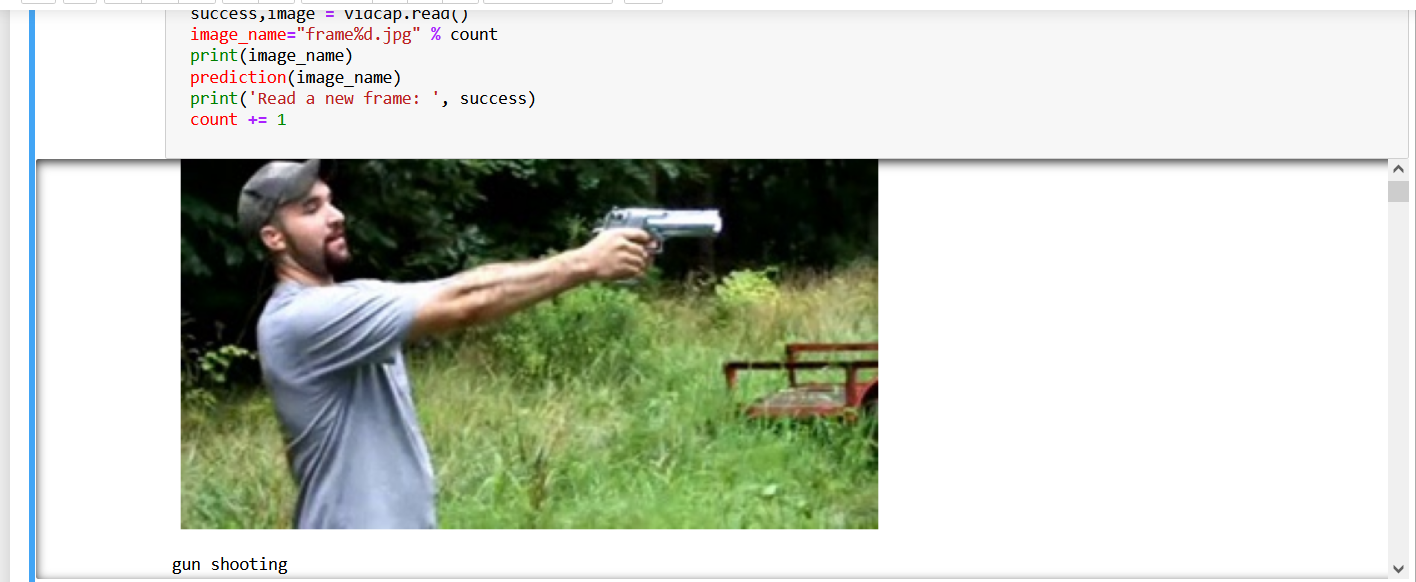 success,image = vidcap.read()
image_name="frame%d.jpg" % count
print(image_name)
prediction(image_name)
print('Read a new frame: ', success)
count += 1
gun shooting